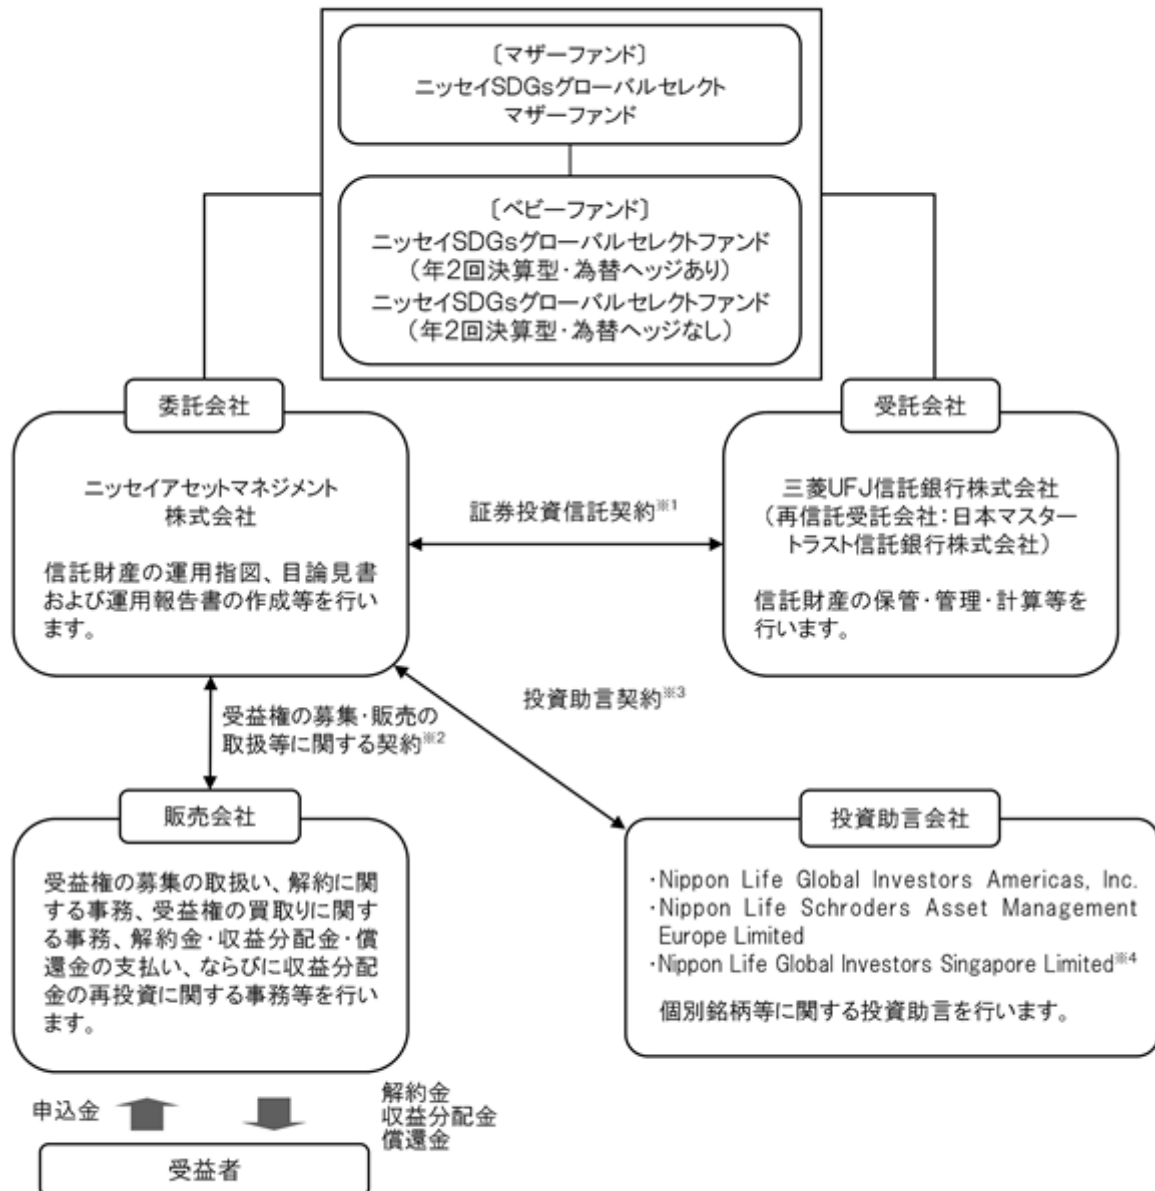 〔マザーファンド〕
ニッセイSDGsグローバルセレクト
マザーファンド
〔ベビーファンド〕
ニッセイSDGsグローバルセレクトファンド
（年2回決算型・為替ヘッジあり）
ニッセイSDGsグローバルセレクトファンド
（年2回決算型・為替ヘッジなし）
委託会社
ニッセイアセットマネジメント
株式会社
信託財産の運用指図、目論見書
および運用報告書の作成等を行い
ます。
証券投資信託契約※1
受託会社
三菱UFJ信託銀行株式会社
（再信託受託会社：日本マスター
トラスト信託銀行株式会社）
信託財産の保管・管理・計算等を
行います。
受益権の募集・販売の
取扱等に関する契約※2
投資助言契約※3
販売会社
受益権の募集の取扱い、解約に関
する事務、受益権の買取りに関す
る事務、解約金・収益分配金・償
還金の支払い、ならびに収益分配
金の再投資に関する事務等を行い
ます。
投資助言会社
・Nippon Life Global Investors Americas, Inc.
・Nippon Life Schroders Asset Management
Europe Limited
・Nippon Life Global Investors Singapore Limited※4
個別銘柄等に関する投資助言を行います。
申込金
解約金
収益分配金
償還金
受益者